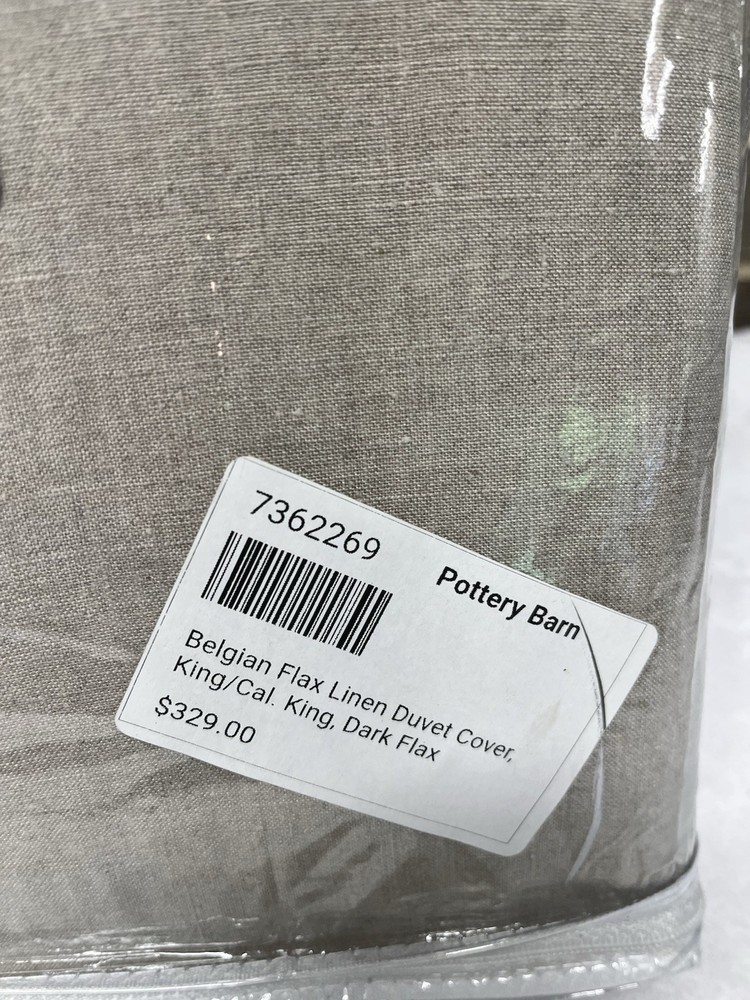 7362269
Pottery Barn
Belgian Flax Linen Duvet Cover,
King/Cal. King, Dark Flax
$329.00